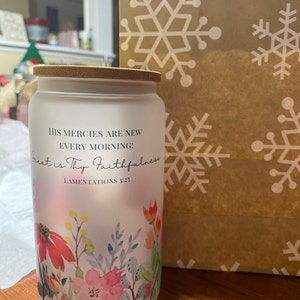 His mercies are new
every morning;
Great is Thy Faithfulness
Lamentations 3:23